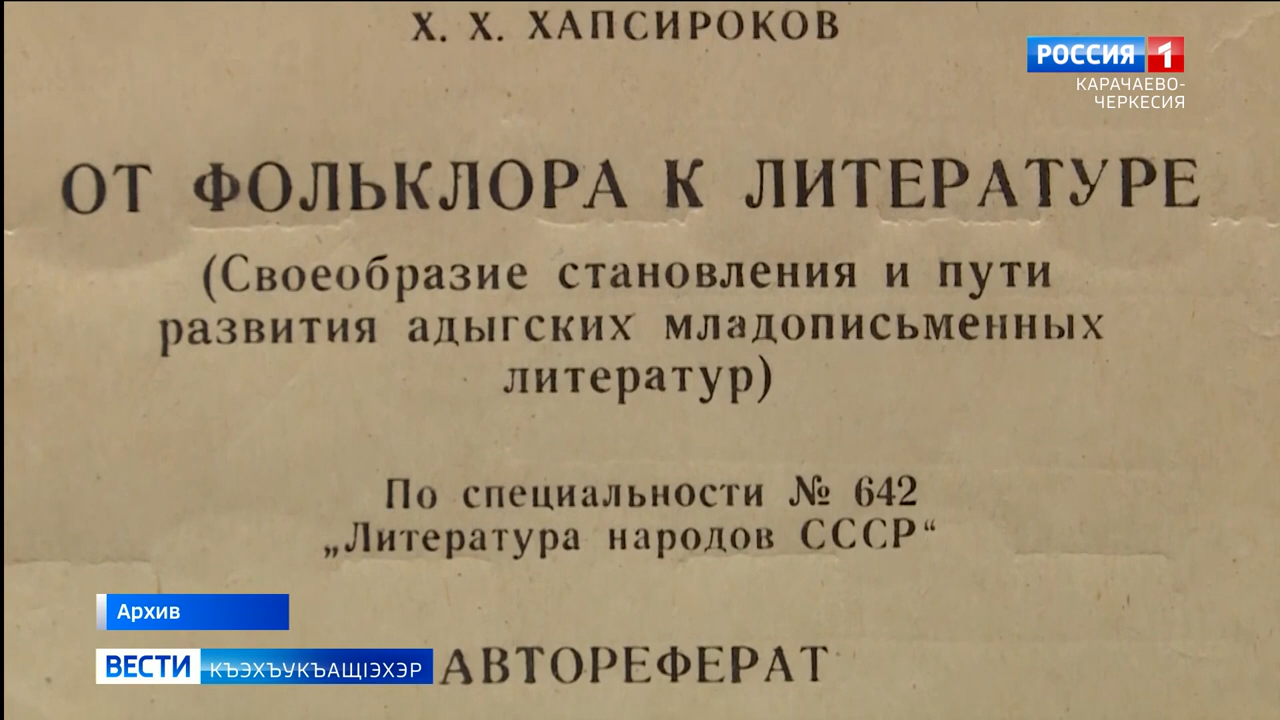 Х. Х. ХАПСИРОКОВ
РОССИЯ 1
КАРАЧАЕВО-
ЧЕРКЕСИЯ
ОТ ФОЛЬКЛОРА К ЛИТЕРАТУРЕ
(Своеобразие становления и пути
развития адыгских младописьменных
литератур)
По специальности № 642
„Литература народов СССР“
Архив
ВЕСТИ КЪЭХЪУКЪАЩІЭХЭР
АВТОРЕФЕРАТ